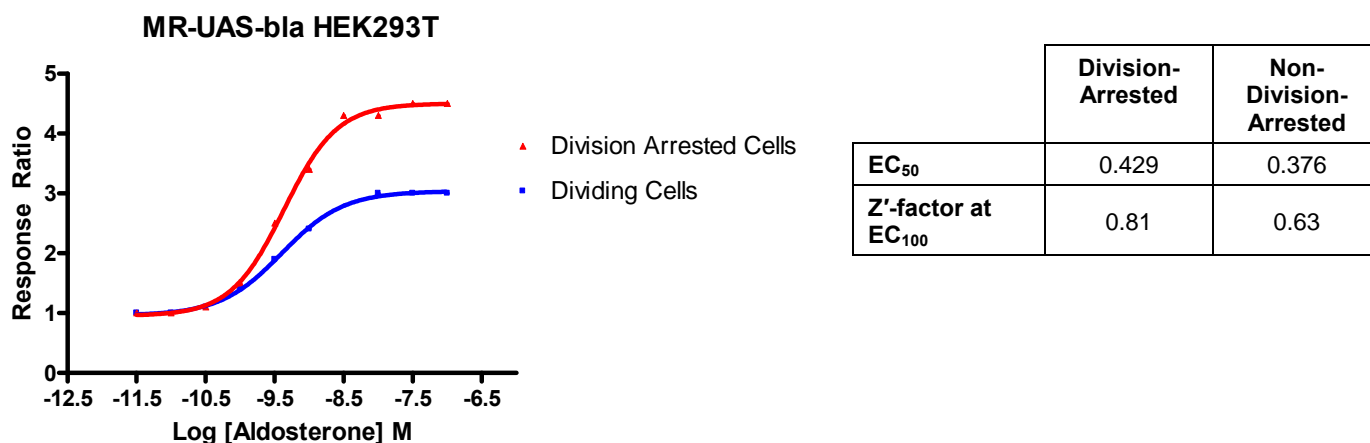 MR-UAS-bla HEK293T
5
4
3
2
1
0
Response Ratio
-12.5 -11.5 -10.5 -9.5 -8.5 -7.5 -6.5
Log [Aldosterone] M
Division Arrested Cells
Dividing Cells
Division-
Arrested
Non-
Division-
Arrested
EC₅₀ 0.429 0.376
Z′-factor at
EC₁₀₀
0.81 0.63